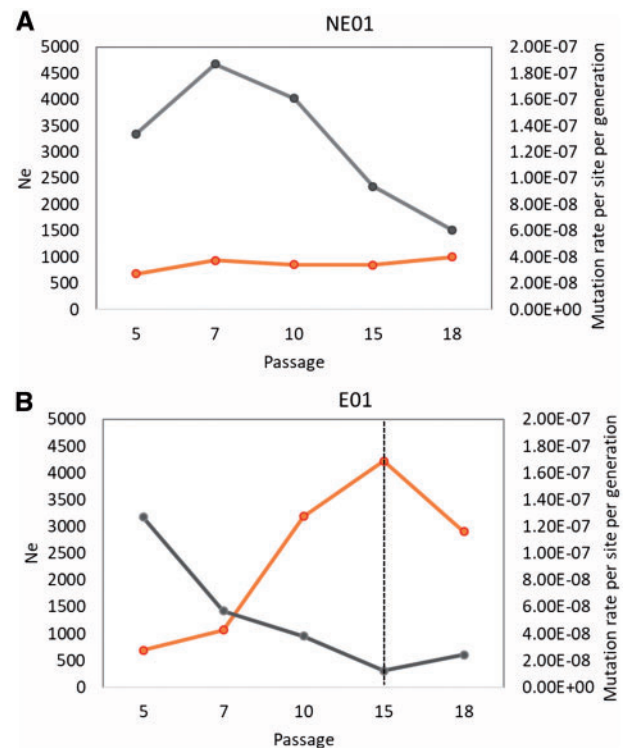 A
NE01
5000
4500
4000
3500
3000
2500
2000
1500
1000
500
0
Ne
2.00E-07
1.80E-07
1.60E-07
1.40E-07
1.20E-07
1.00E-07
8.00E-08
6.00E-08
4.00E-08
2.00E-08
0.00E+00
Mutation rate per site per generation
5 7 10 15 18
Passage
B
E01
5000
4500
4000
3500
3000
2500
2000
1500
1000
500
0
Ne
2.00E-07
1.80E-07
1.60E-07
1.40E-07
1.20E-07
1.00E-07
8.00E-08
6.00E-08
4.00E-08
2.00E-08
0.00E+00
Mutation rate per site per generation
5 7 10 15 18
Passage